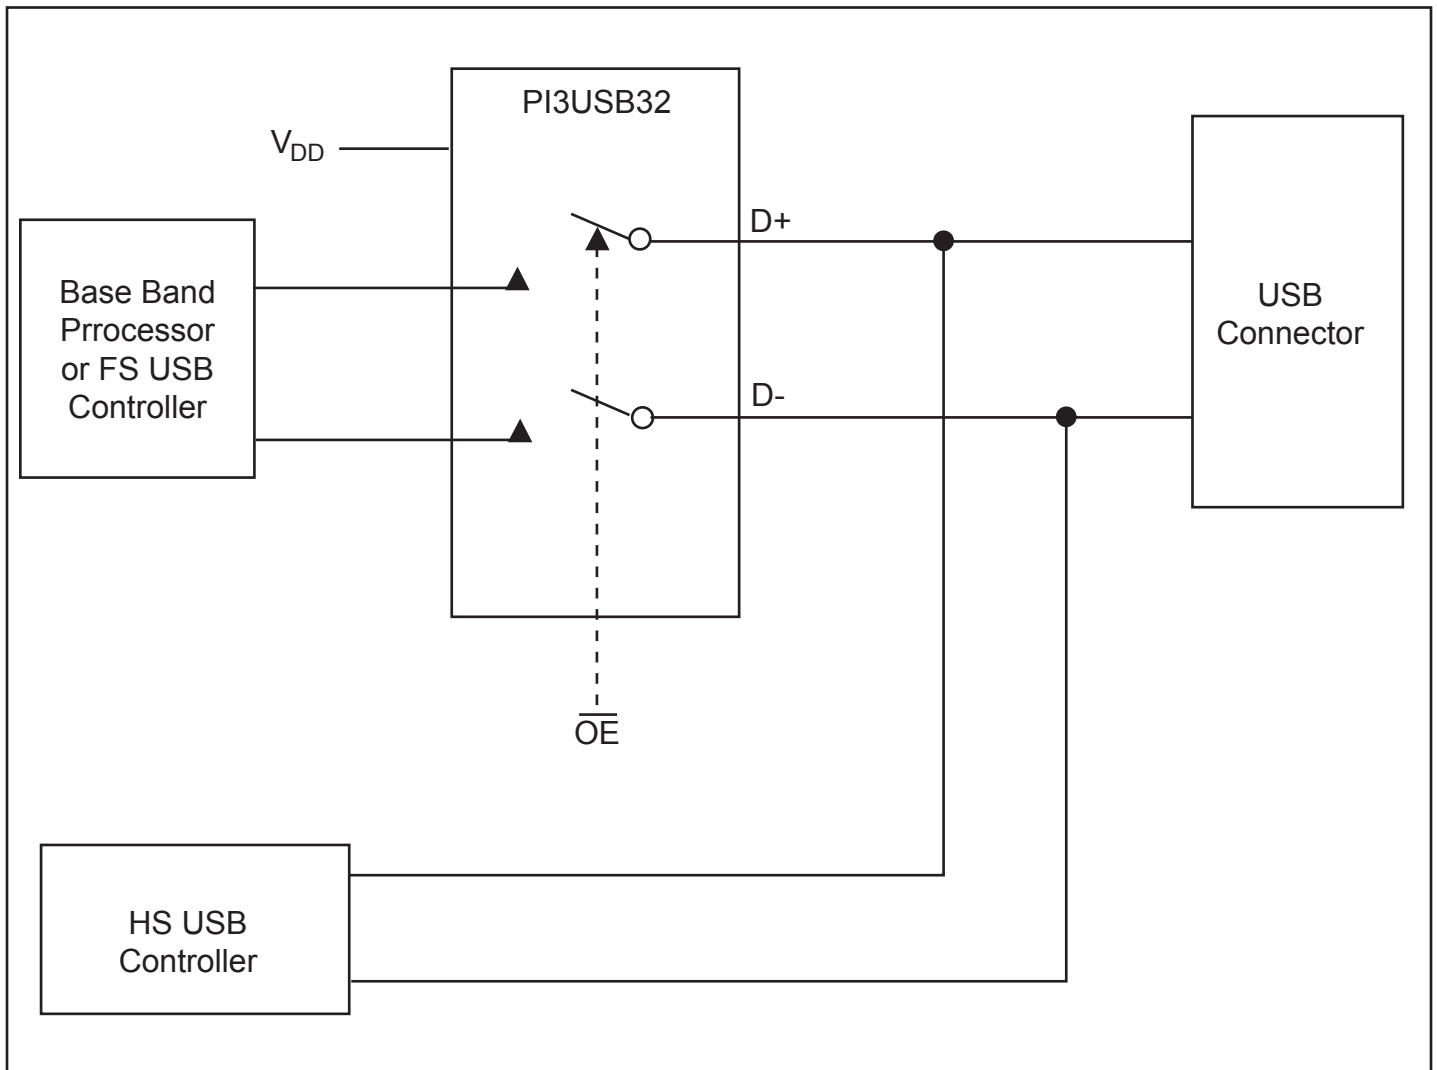 PI3USB32
VDD
D+
Base Band
Prrocessor
or FS USB
Controller
USB
Connector
D-
OE
HS USB
Controller